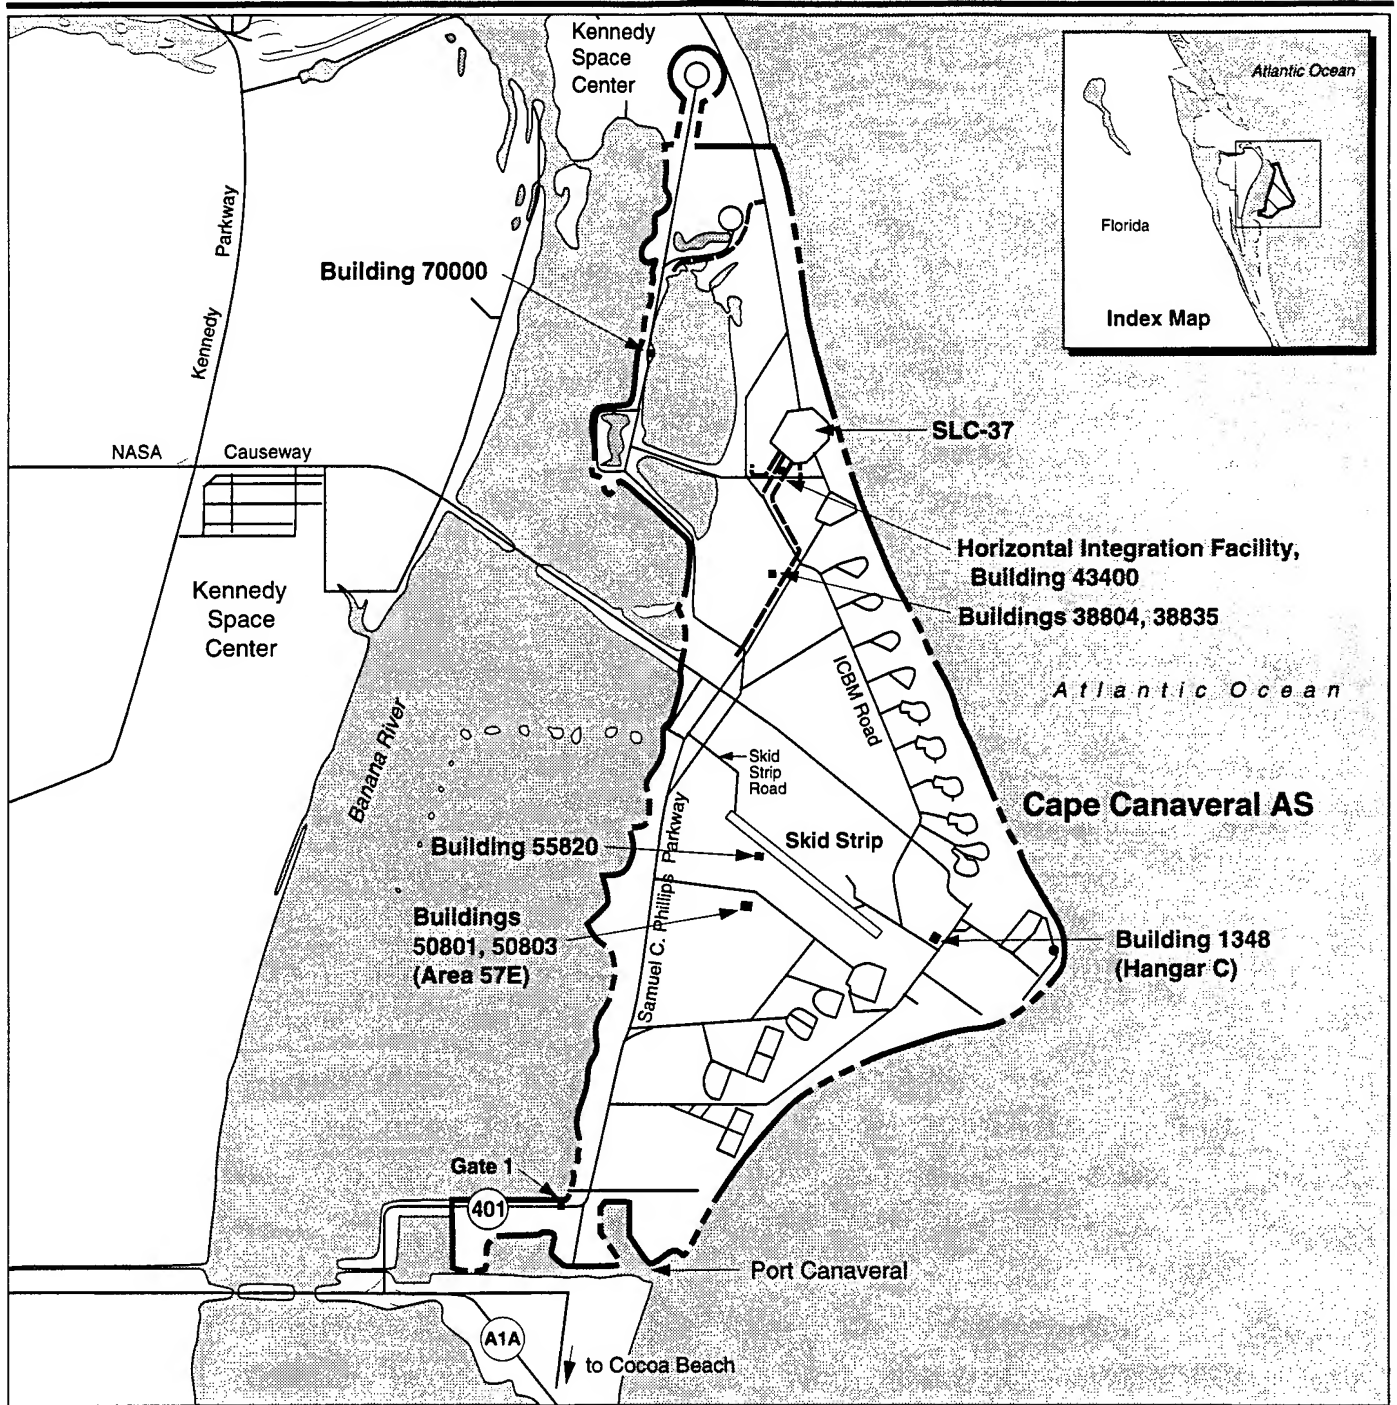 Kennedy
Space
Center
Atlantic Ocean
Florida
Index Map
Kennedy Parkway
Building 70000
SLC-37
NASA Causeway
Horizontal Integration Facility,
Building 43400
Buildings 38804, 38835
Kennedy
Space
Center
ICBM Road
Atlantic Ocean
Banana River
Skid
Strip
Road
Cape Canaveral AS
Building 55820
Skid Strip
Samuel C. Phillips Parkway
Buildings
50801, 50803
(Area 57E)
Building 1348
(Hangar C)
Gate 1
401
Port Canaveral
A1A
to Cocoa Beach